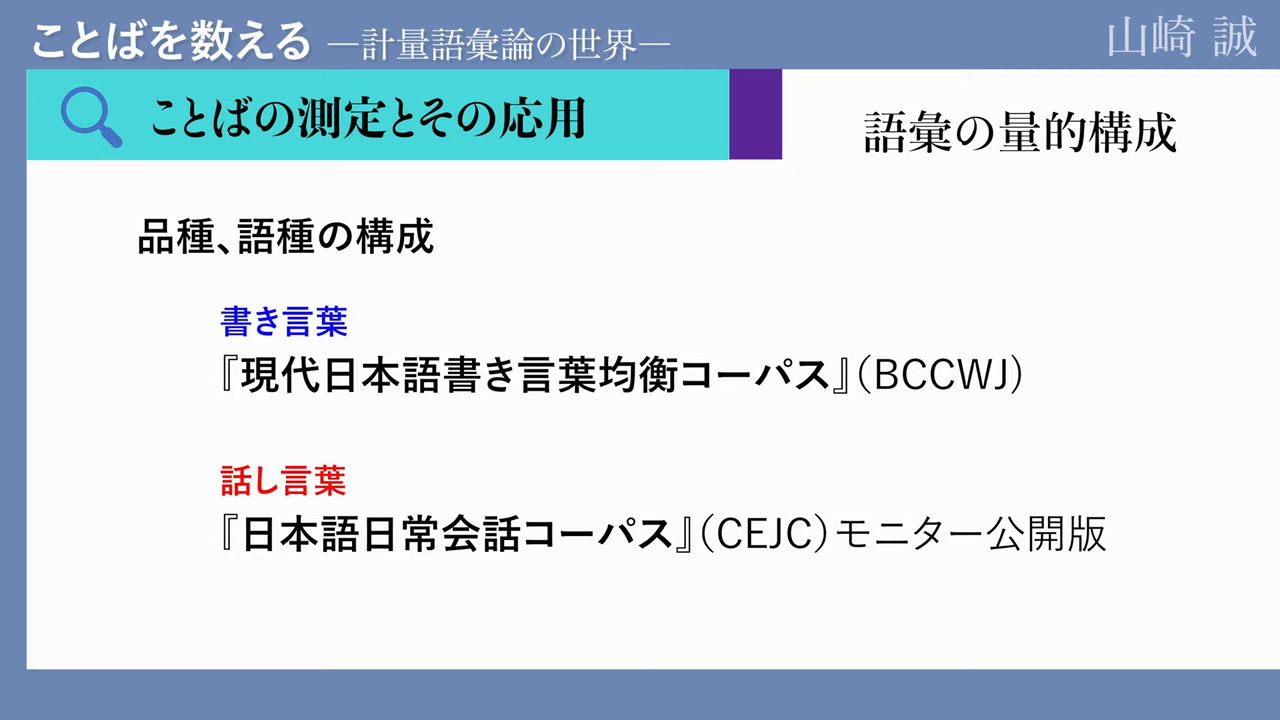 ことばを数える ―計量語彙論の世界―
山崎 誠
ことばの測定とその応用
語彙の量的構成
品種、語種の構成
書き言葉
『現代日本語書き言葉均衡コーパス』（BCCWJ）
話し言葉
『日本語日常会話コーパス』（CEJC）モニター公開版